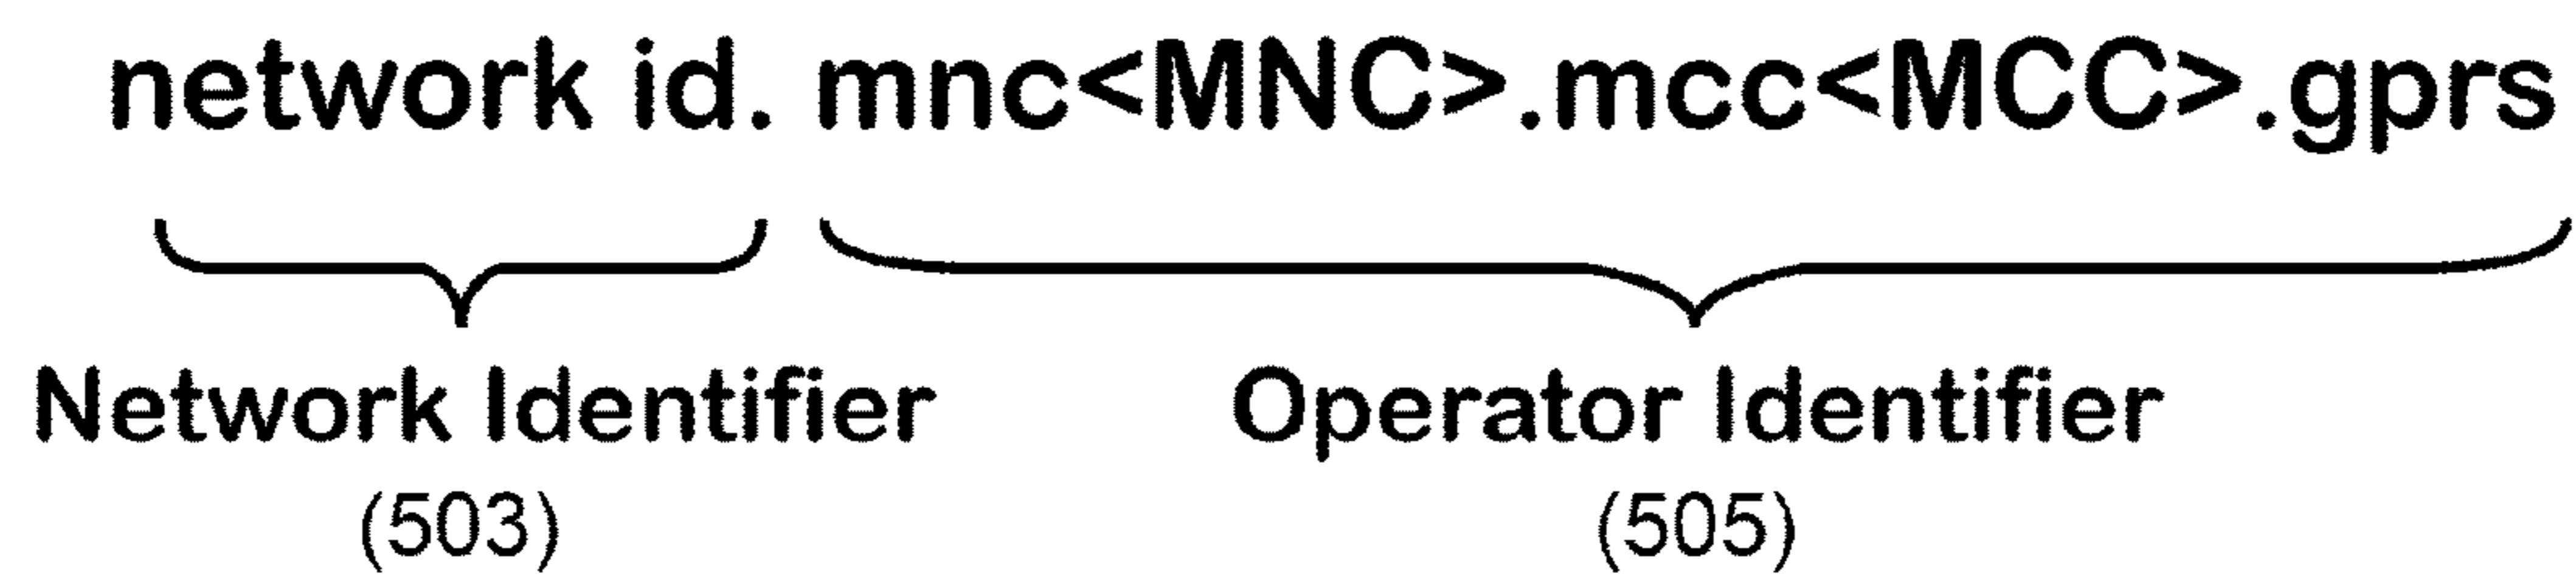 network id. mnc<MNC>.mcc<MCC>.gprs
Network Identifier Operator Identifier
(503) (505)